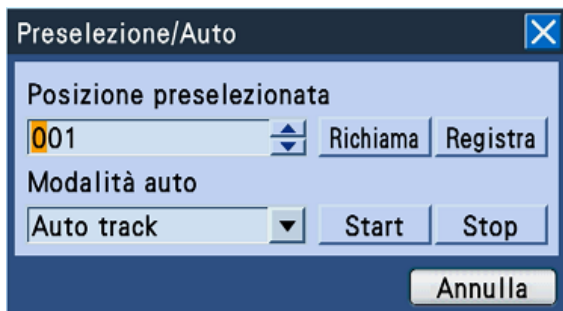 Preselezione/Auto
Posizione preselezionata
001 Richiama Registra
Modalità auto
Auto track Start Stop
Annulla